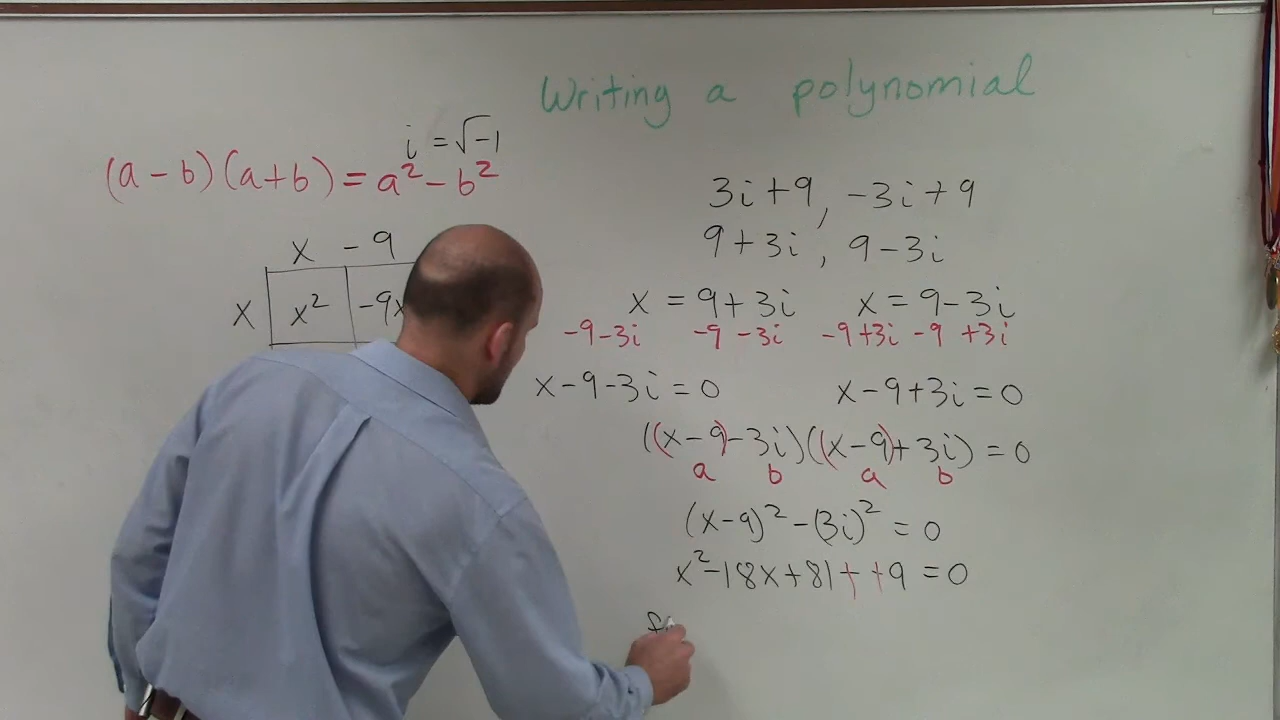 Writing a polynomial
i = √-1
(a - b)(a + b) = a² - b²
x - 9
x x² -9x
3i + 9, -3i + 9
9 + 3i, 9 - 3i
x = 9 + 3i x = 9 - 3i
-9 - 3i -9 - 3i -9 + 3i -9 + 3i
x - 9 - 3i = 0 x - 9 + 3i = 0
((x - 9) - 3i)((x - 9) + 3i) = 0
a b a b
(x - 9)² - (3i)² = 0
x² - 18x + 81 + + 9 = 0